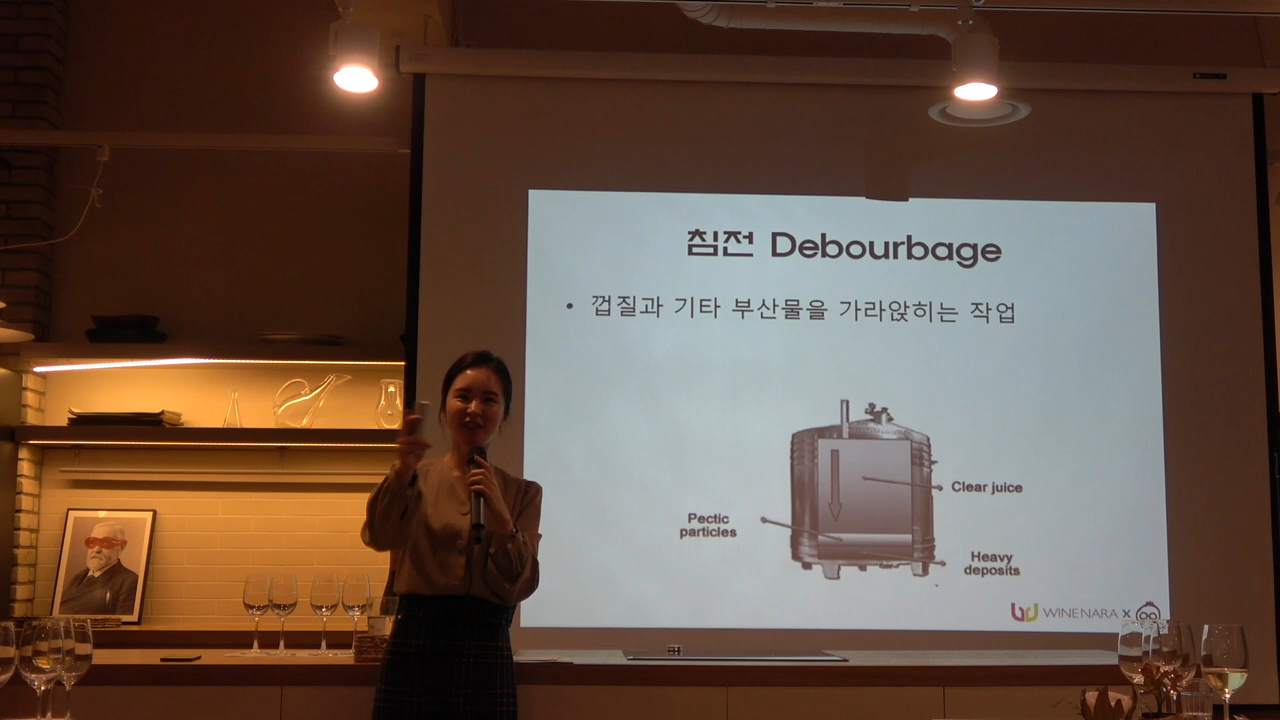 침전 Debourbage
• 껍질과 기타 부산물을 가라앉히는 작업
Clear juice
Pectic
particles
Heavy
deposits
WINENARA X